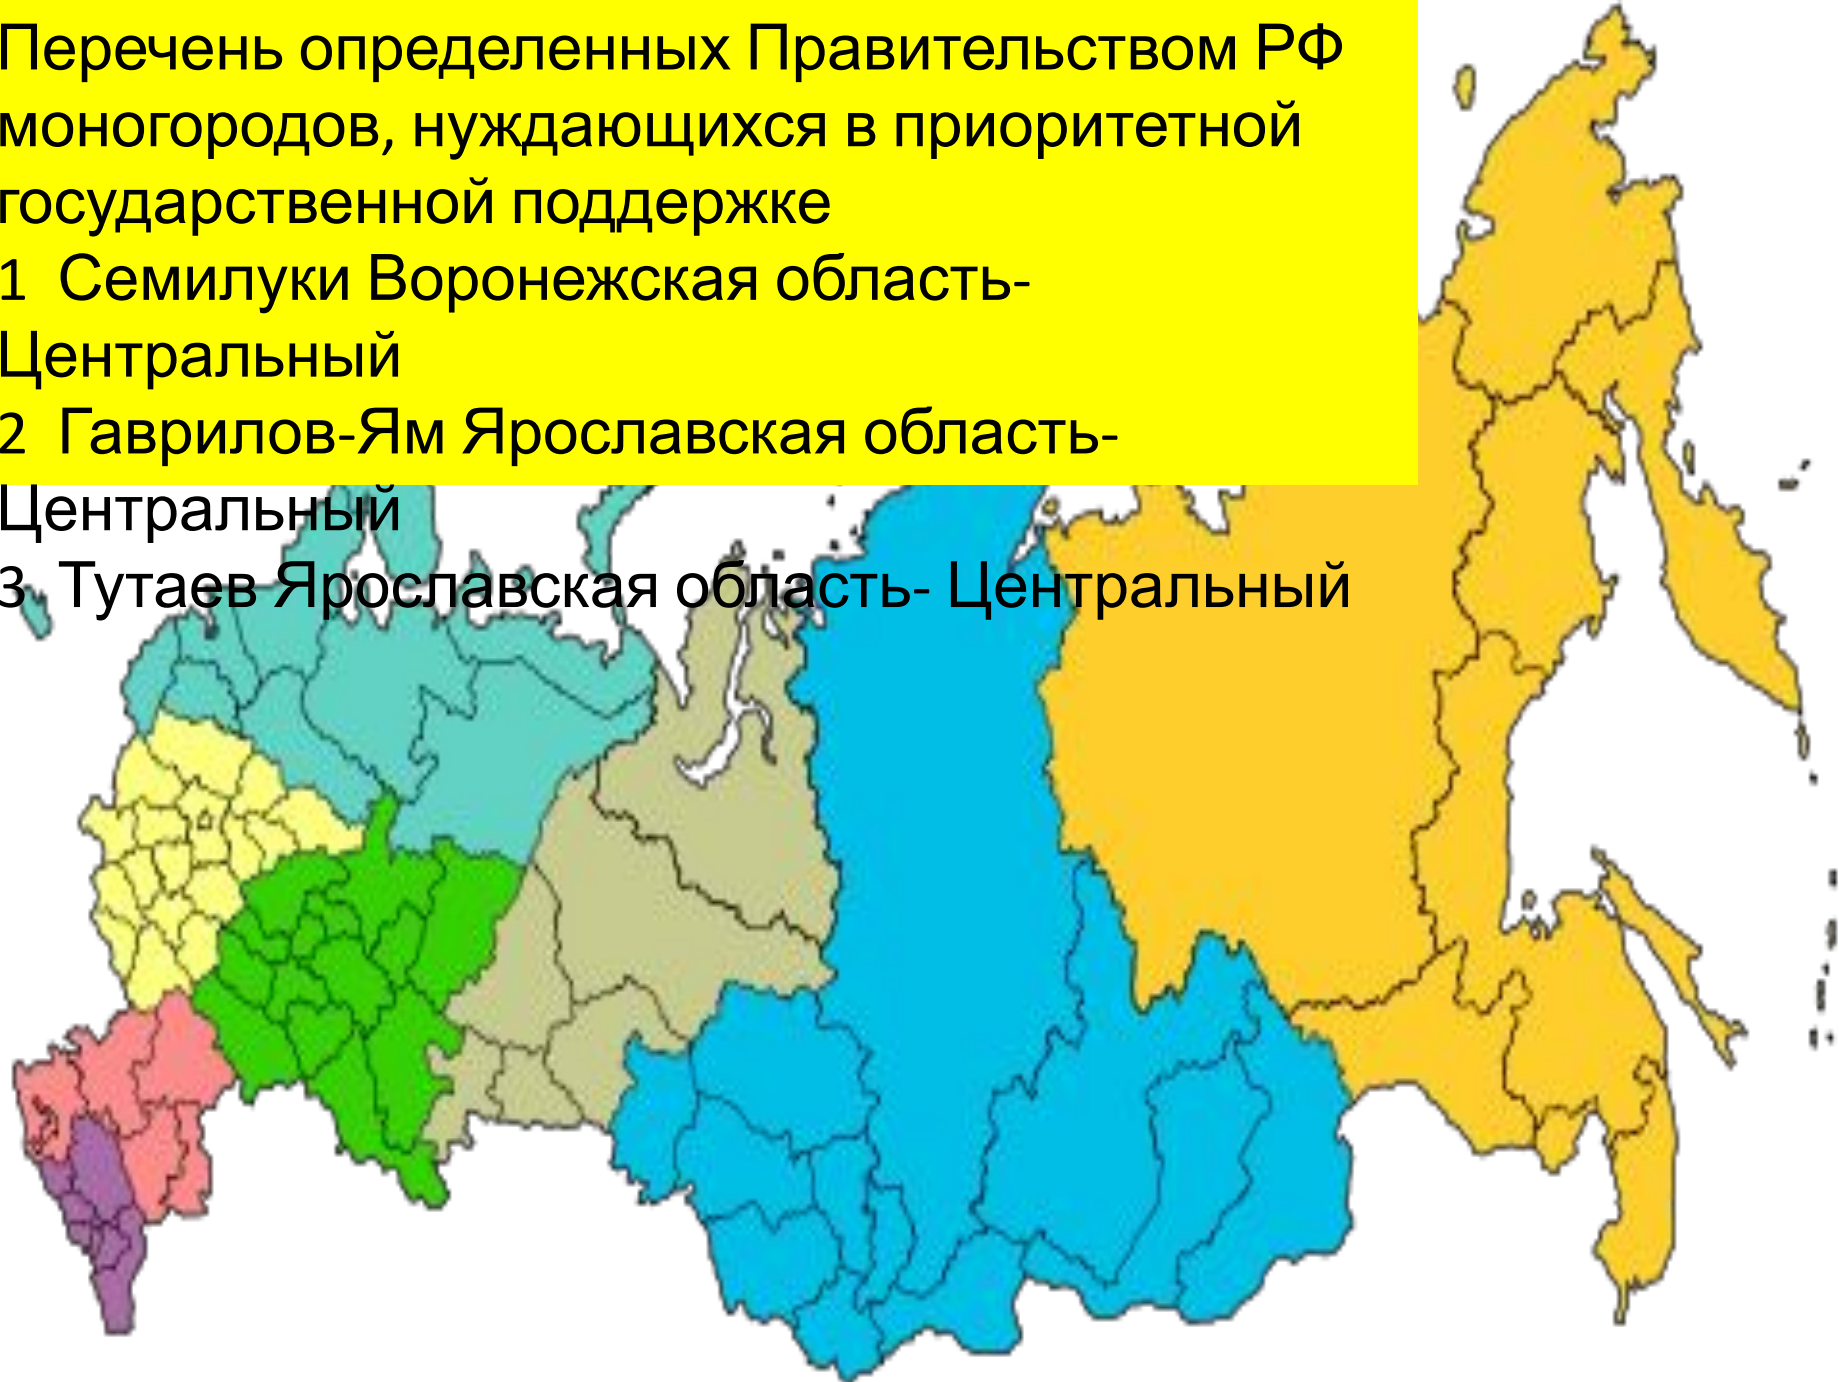 Перечень определенных Правительством РФ
моногородов, нуждающихся в приоритетной
государственной поддержке
1 Семилуки Воронежская область-
Центральный
2 Гаврилов-Ям Ярославская область-
Центральный
3 Тутаев Ярославская область- Центральный